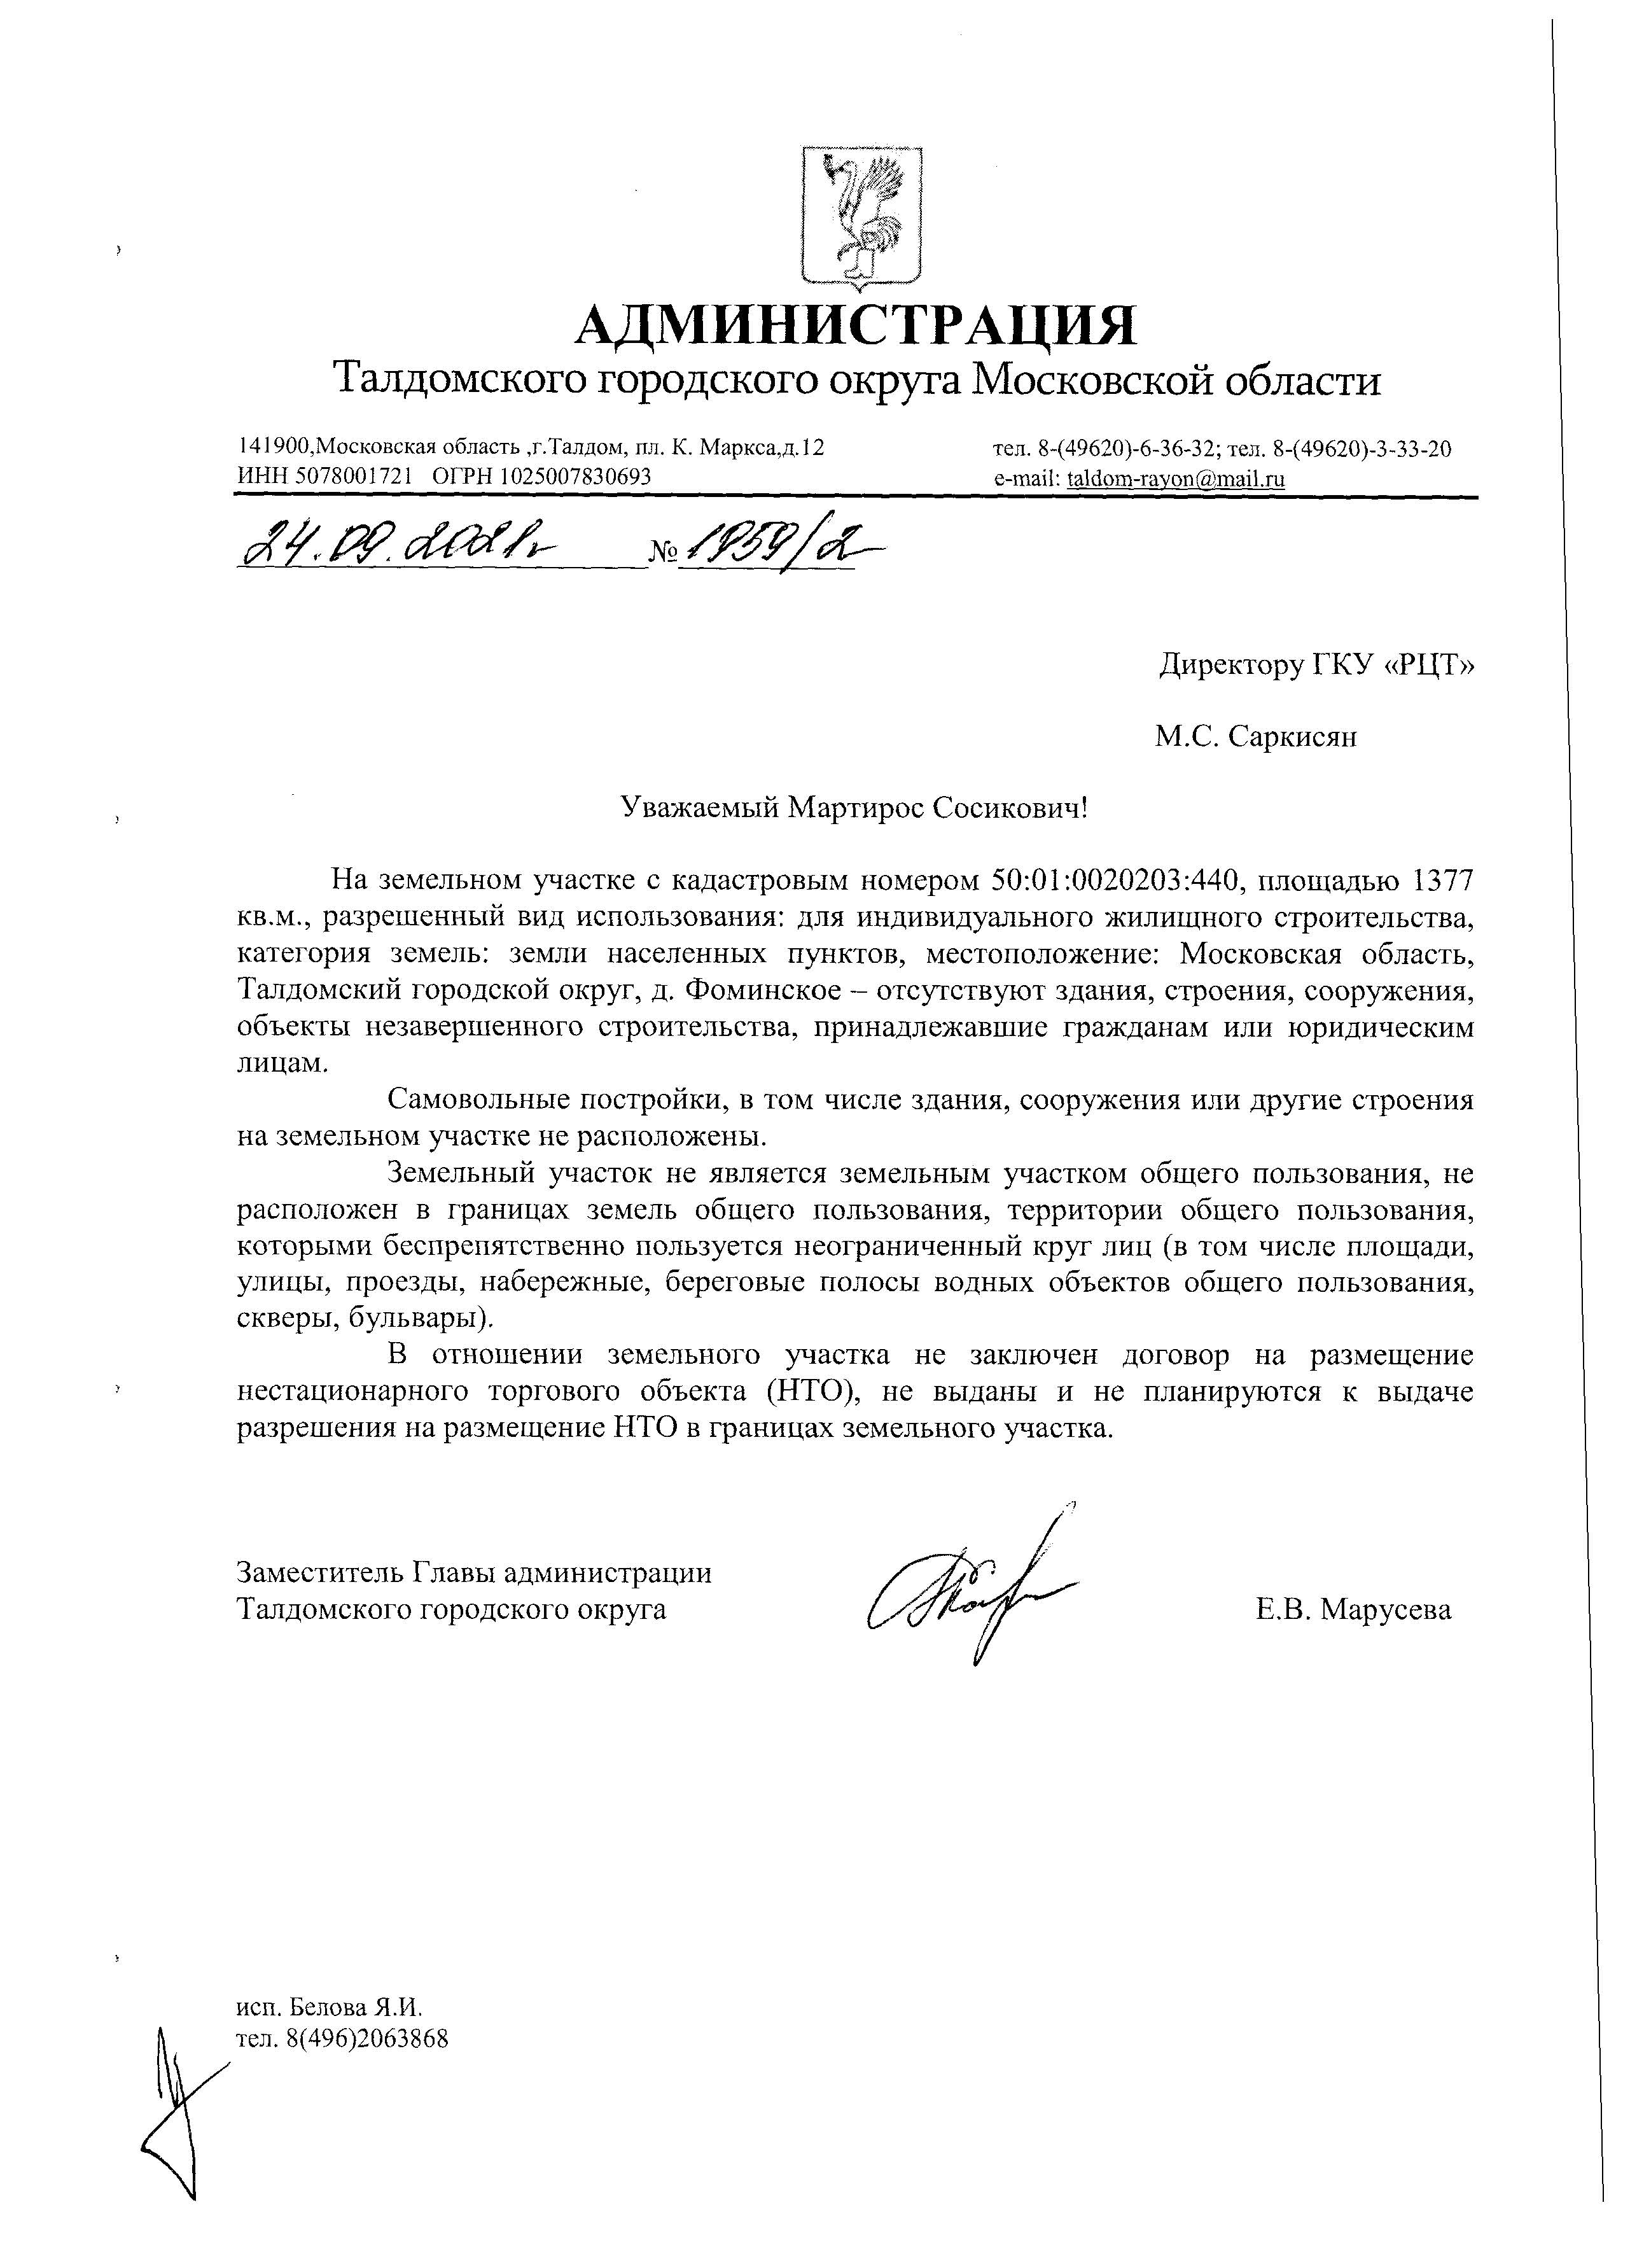 АДМИНИСТРАЦИЯ
Талдомского городского округа Московской области
141900,Московская область ,г.Талдом, пл. К. Маркса,д.12
ИНН 5078001721 ОГРН 1025007830693
тел. 8-(49620)-6-36-32; тел. 8-(49620)-3-33-20
e-mail: taldom-rayon@mail.ru
24.09.2021г № 1959/2
Директору ГКУ «РЦТ»
М.С. Саркисян
Уважаемый Мартирос Сосикович!
На земельном участке с кадастровым номером 50:01:0020203:440, площадью 1377
кв.м., разрешенный вид использования: для индивидуального жилищного строительства,
категория земель: земли населенных пунктов, местоположение: Московская область,
Талдомский городской округ, д. Фоминское – отсутствуют здания, строения, сооружения,
объекты незавершенного строительства, принадлежавшие гражданам или юридическим
лицам.
Самовольные постройки, в том числе здания, сооружения или другие строения
на земельном участке не расположены.
Земельный участок не является земельным участком общего пользования, не
расположен в границах земель общего пользования, территории общего пользования,
которыми беспрепятственно пользуется неограниченный круг лиц (в том числе площади,
улицы, проезды, набережные, береговые полосы водных объектов общего пользования,
скверы, бульвары).
В отношении земельного участка не заключен договор на размещение
нестационарного торгового объекта (НТО), не выданы и не планируются к выдаче
разрешения на размещение НТО в границах земельного участка.
Заместитель Главы администрации
Талдомского городского округа
Е.В. Марусева
исп. Белова Я.И.
тел. 8(496)2063868